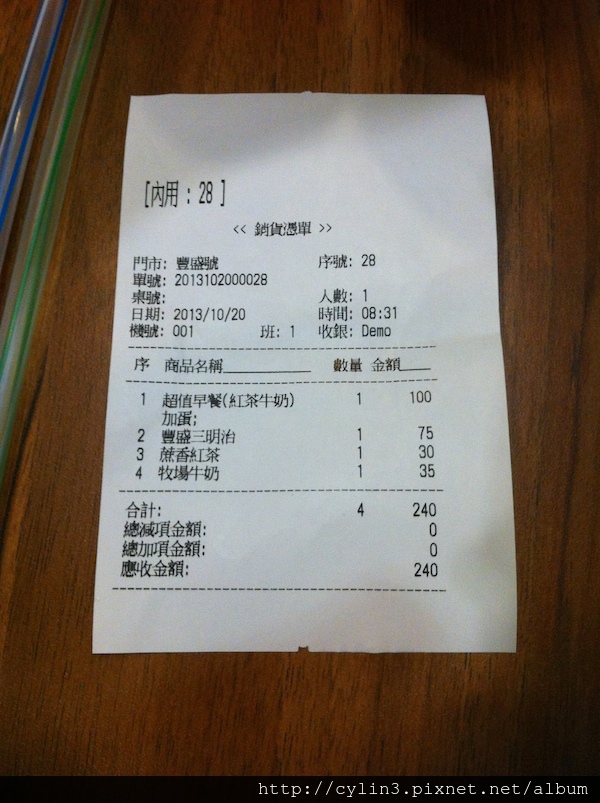 [內用 : 28 ]
<< 銷貨憑單 >>
門市: 豐盛號 序號: 28
單號: 2013102000028
桌號: 人數: 1
日期: 2013/10/20 時間: 08:31
機號: 001 班: 1 收銀: Demo
序 商品名稱 數量 金額
1 超值早餐(紅茶牛奶) 1 100
加蛋;
2 豐盛三明治 1 75
3 蔗香紅茶 1 30
4 牧場牛奶 1 35
合計: 4 240
總減項金額: 0
總加項金額: 0
應收金額: 240
http://cylin3.pixnet.net/album